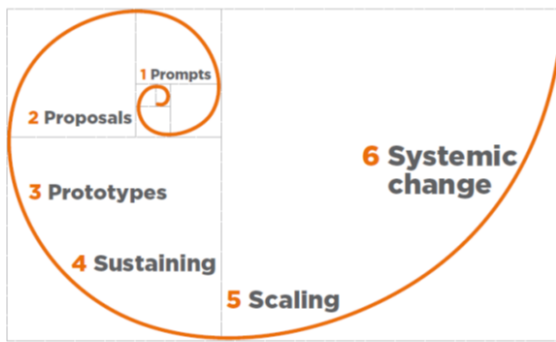 1 Prompts
2 Proposals
3 Prototypes
4 Sustaining
5 Scaling
6 Systemic
change